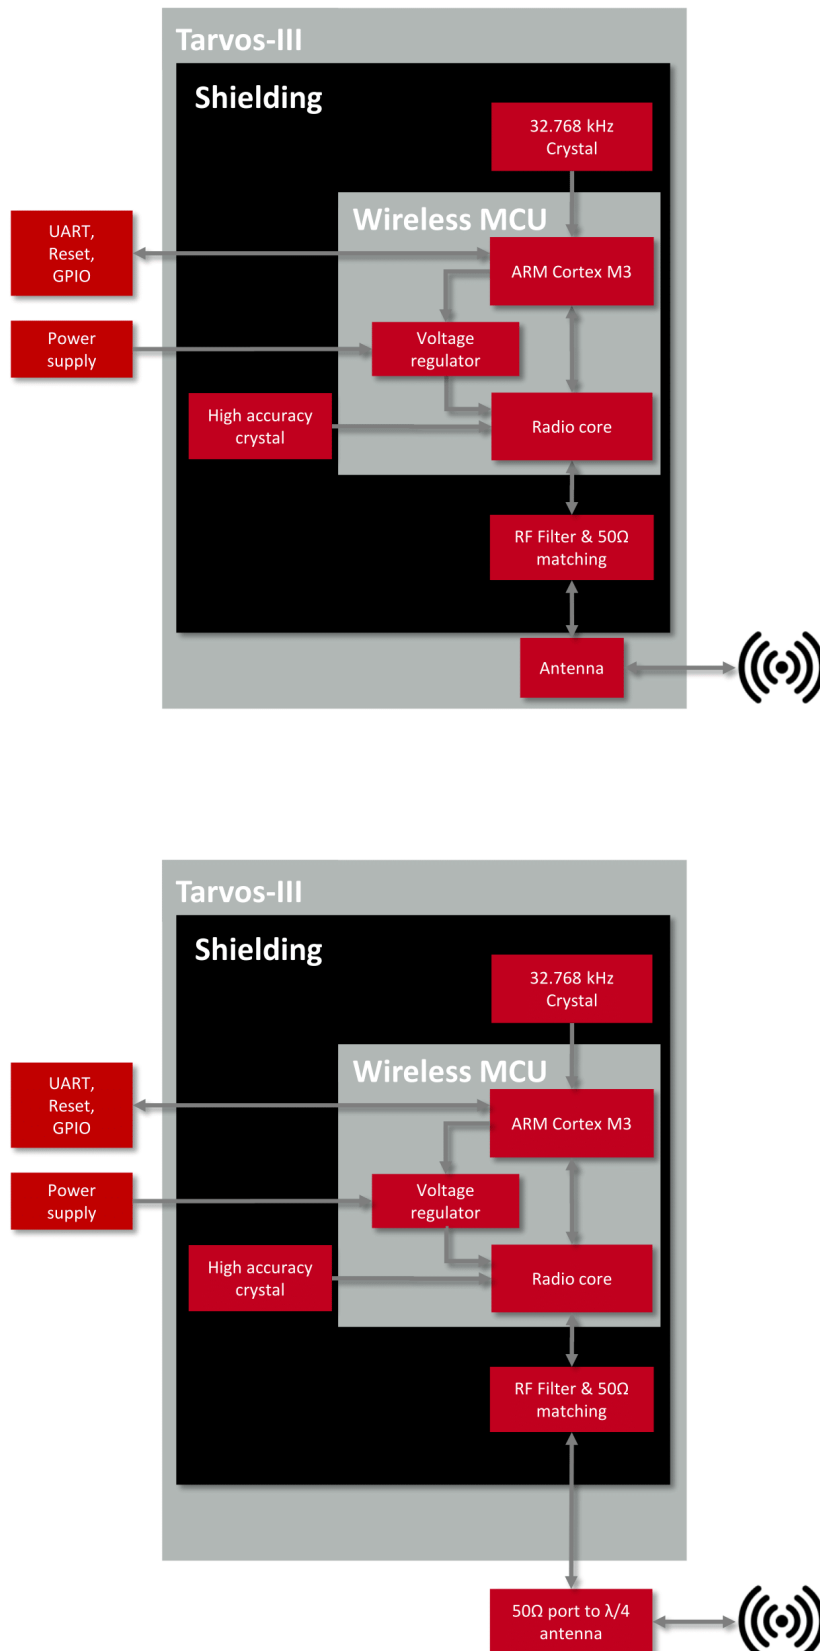 Tarvos-III
Shielding
32.768 kHz
Crystal
Wireless MCU
UART,
Reset,
GPIO
ARM Cortex M3
Power
supply
Voltage
regulator
High accuracy
crystal
Radio core
RF Filter & 50Ω
matching
Antenna
Tarvos-III
Shielding
32.768 kHz
Crystal
Wireless MCU
UART,
Reset,
GPIO
ARM Cortex M3
Power
supply
Voltage
regulator
High accuracy
crystal
Radio core
RF Filter & 50Ω
matching
50Ω port to λ/4
antenna